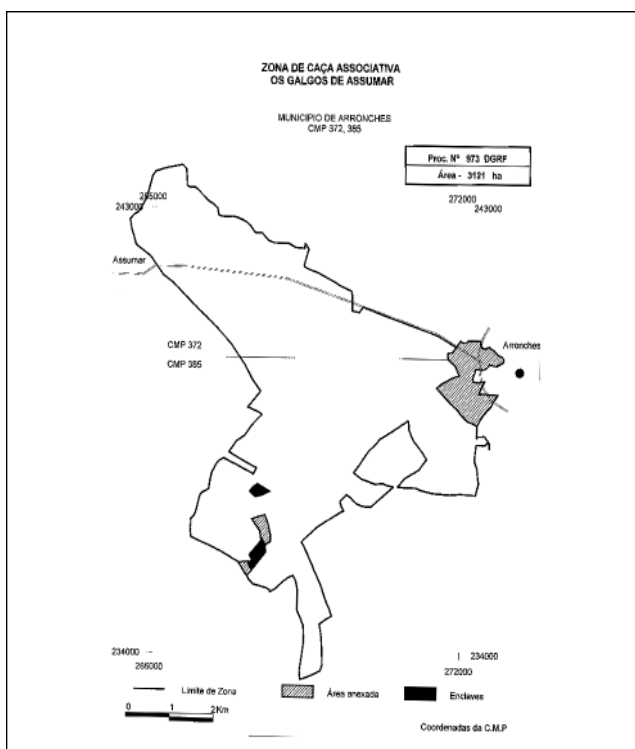 ZONA DE CAÇA ASSOCIATIVA
OS GALGOS DE ASSUMAR
MUNICIPIO DE ARRONCHES
CMP 372, 385
Proc. Nº 973 DGRF
Área - 3121 ha
243000
272000
243000
Assumar
CMP 372
CMP 385
Arronches
234000
266000
234000
272000
Limite de Zona
Área anexada
Enclaves
0 1 2Km
Coordenadas da C.M.P